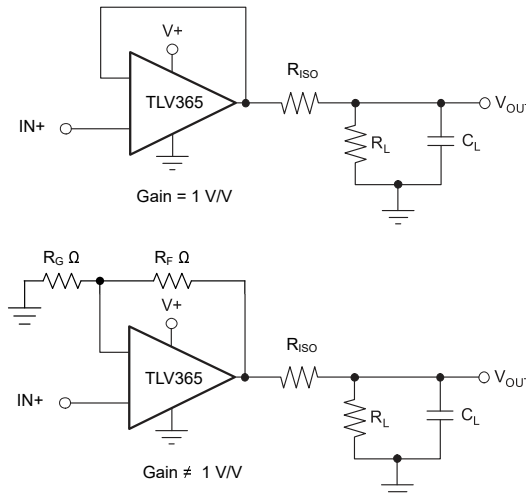 V+
R_ISO
TLV365
V_OUT
IN+
R_L
C_L
Gain = 1 V/V
R_G Ω
R_F Ω
V+
R_ISO
TLV365
V_OUT
IN+
R_L
C_L
Gain ≠ 1 V/V